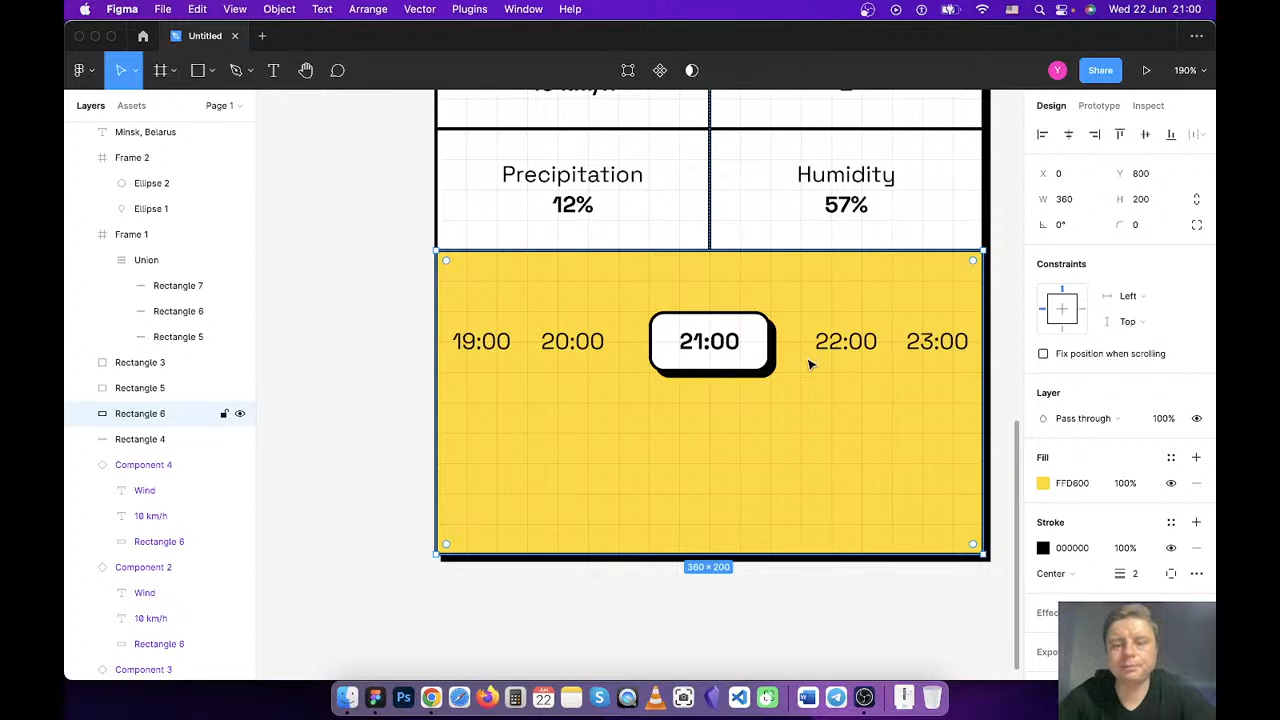 Figma File Edit View Object Text Arrange Vector Plugins Window Help Wed 22 Jun 21:00
Untitled
Share 190%
Layers Assets Page 1
Design Prototype Inspect
Minsk, Belarus
Frame 2
Ellipse 2
Ellipse 1
Frame 1
Union
Rectangle 7
Rectangle 6
Rectangle 5
Rectangle 3
Rectangle 5
Rectangle 6
Rectangle 4
Component 4
Wind
10 km/h
Rectangle 6
Component 2
Wind
10 km/h
Rectangle 6
Component 3
Precipitation
12%
Humidity
57%
19:00 20:00 21:00 22:00 23:00
360 × 200
X 0 Y 800
W 360 H 200
0° 0
Constraints
Left
Top
Fix position when scrolling
Layer
Pass through 100%
Fill
FFD600 100%
Stroke
000000 100%
Center 2